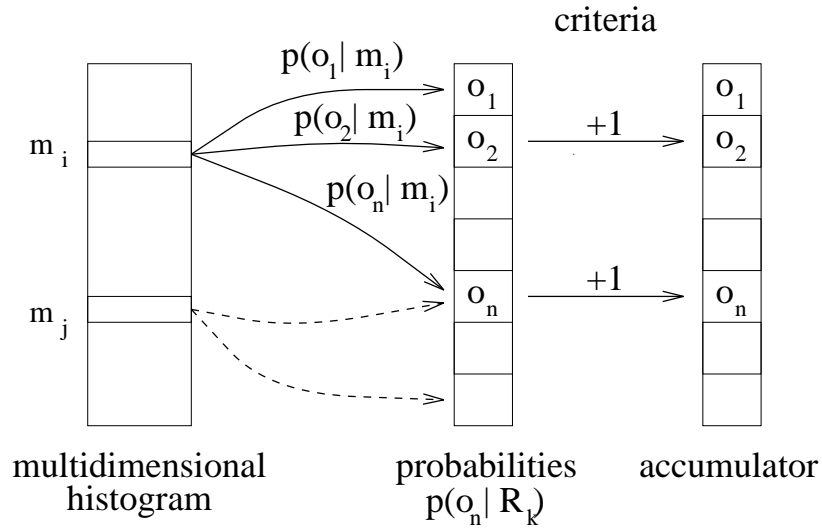 criteria
p(o₁| mᵢ)
o₁
o₁
p(o₂| mᵢ)
+1
mᵢ
o₂
o₂
p(oₙ| mᵢ)
+1
mⱼ
oₙ
oₙ
multidimensional
histogram
probabilities
p(oₙ| Rₖ)
accumulator